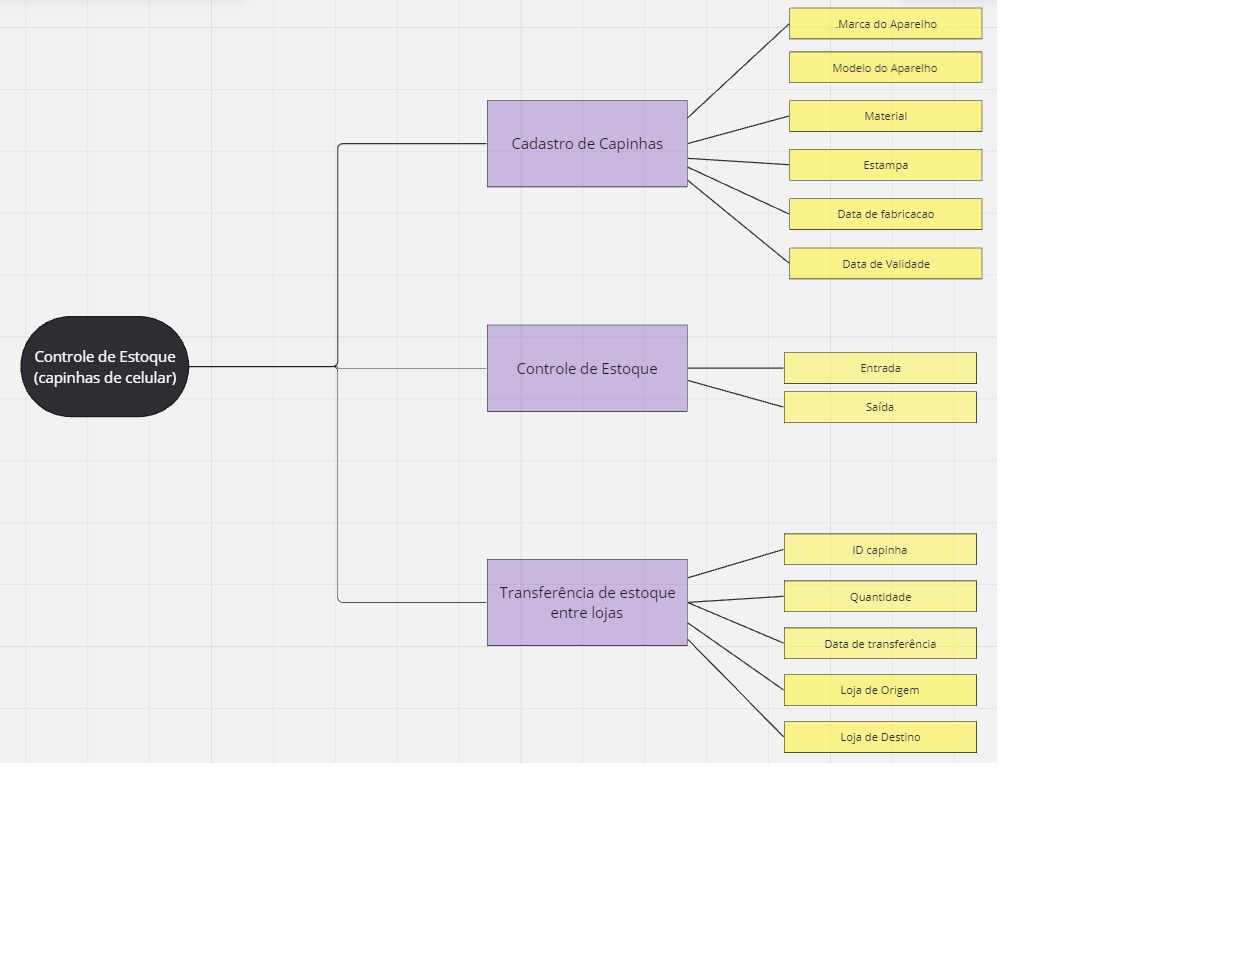 Controle de Estoque
(capinhas de celular)
Cadastro de Capinhas
.Marca do Aparelho
Modelo do Aparelho
Material
Estampa
Data de fabricacao
Data de Validade
Controle de Estoque
Entrada
Saída
Transferência de estoque
entre lojas
ID capinha
Quantidade
Data de transferência
Loja de Origem
Loja de Destino